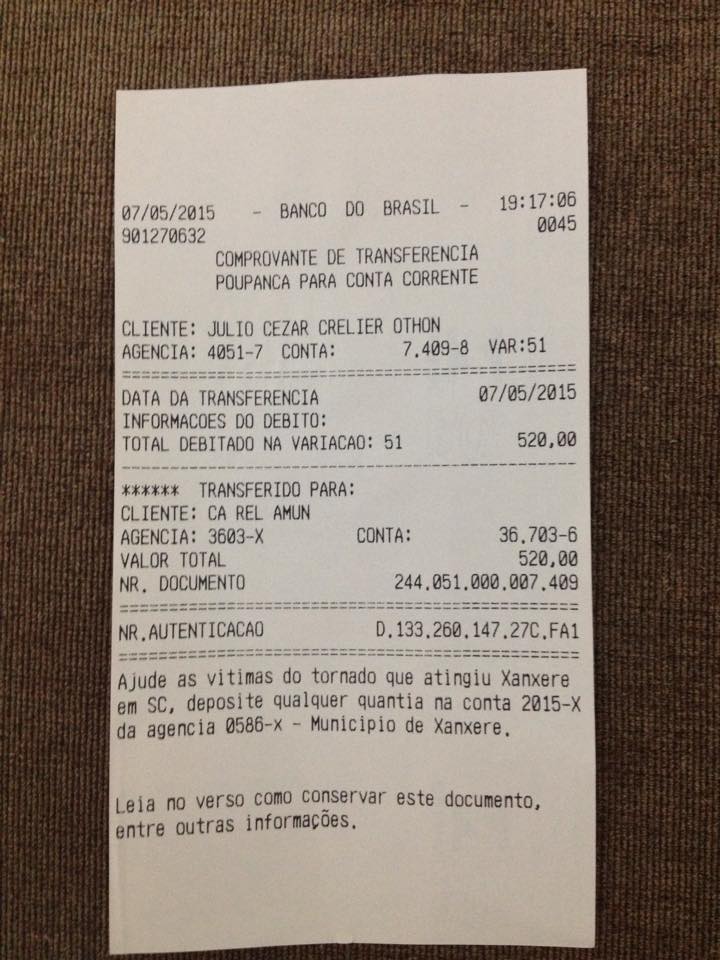 07/05/2015 - BANCO DO BRASIL - 19:17:06
901270632 0045
COMPROVANTE DE TRANSFERENCIA
POUPANCA PARA CONTA CORRENTE
CLIENTE: JULIO CEZAR CRELIER OTHON
AGENCIA: 4051-7 CONTA: 7.409-8 VAR:51
================================================
DATA DA TRANSFERENCIA 07/05/2015
INFORMACOES DO DEBITO:
TOTAL DEBITADO NA VARIACAO: 51 520,00
------------------------------------------------
****** TRANSFERIDO PARA:
CLIENTE: CA REL AMUN
AGENCIA: 3603-X CONTA: 36.703-6
VALOR TOTAL 520,00
NR. DOCUMENTO 244.051.000.007.409
================================================
NR.AUTENTICACAO D.133.260.147.27C.FA1
================================================
Ajude as vitimas do tornado que atingiu Xanxere
em SC, deposite qualquer quantia na conta 2015-X
da agencia 0586-x - Municipio de Xanxere.
Leia no verso como conservar este documento,
entre outras informações.